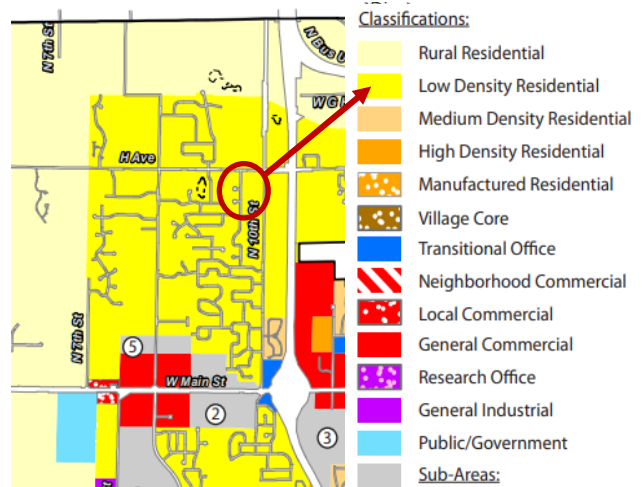 Classifications:
Rural Residential
Low Density Residential
Medium Density Residential
High Density Residential
Manufactured Residential
Village Core
Transitional Office
Neighborhood Commercial
Local Commercial
General Commercial
Research Office
General Industrial
Public/Government
Sub-Areas:
N 7th St
N Bus U
W G
H Ave
N 10th St
N 7th St
5
W Main St
2
3